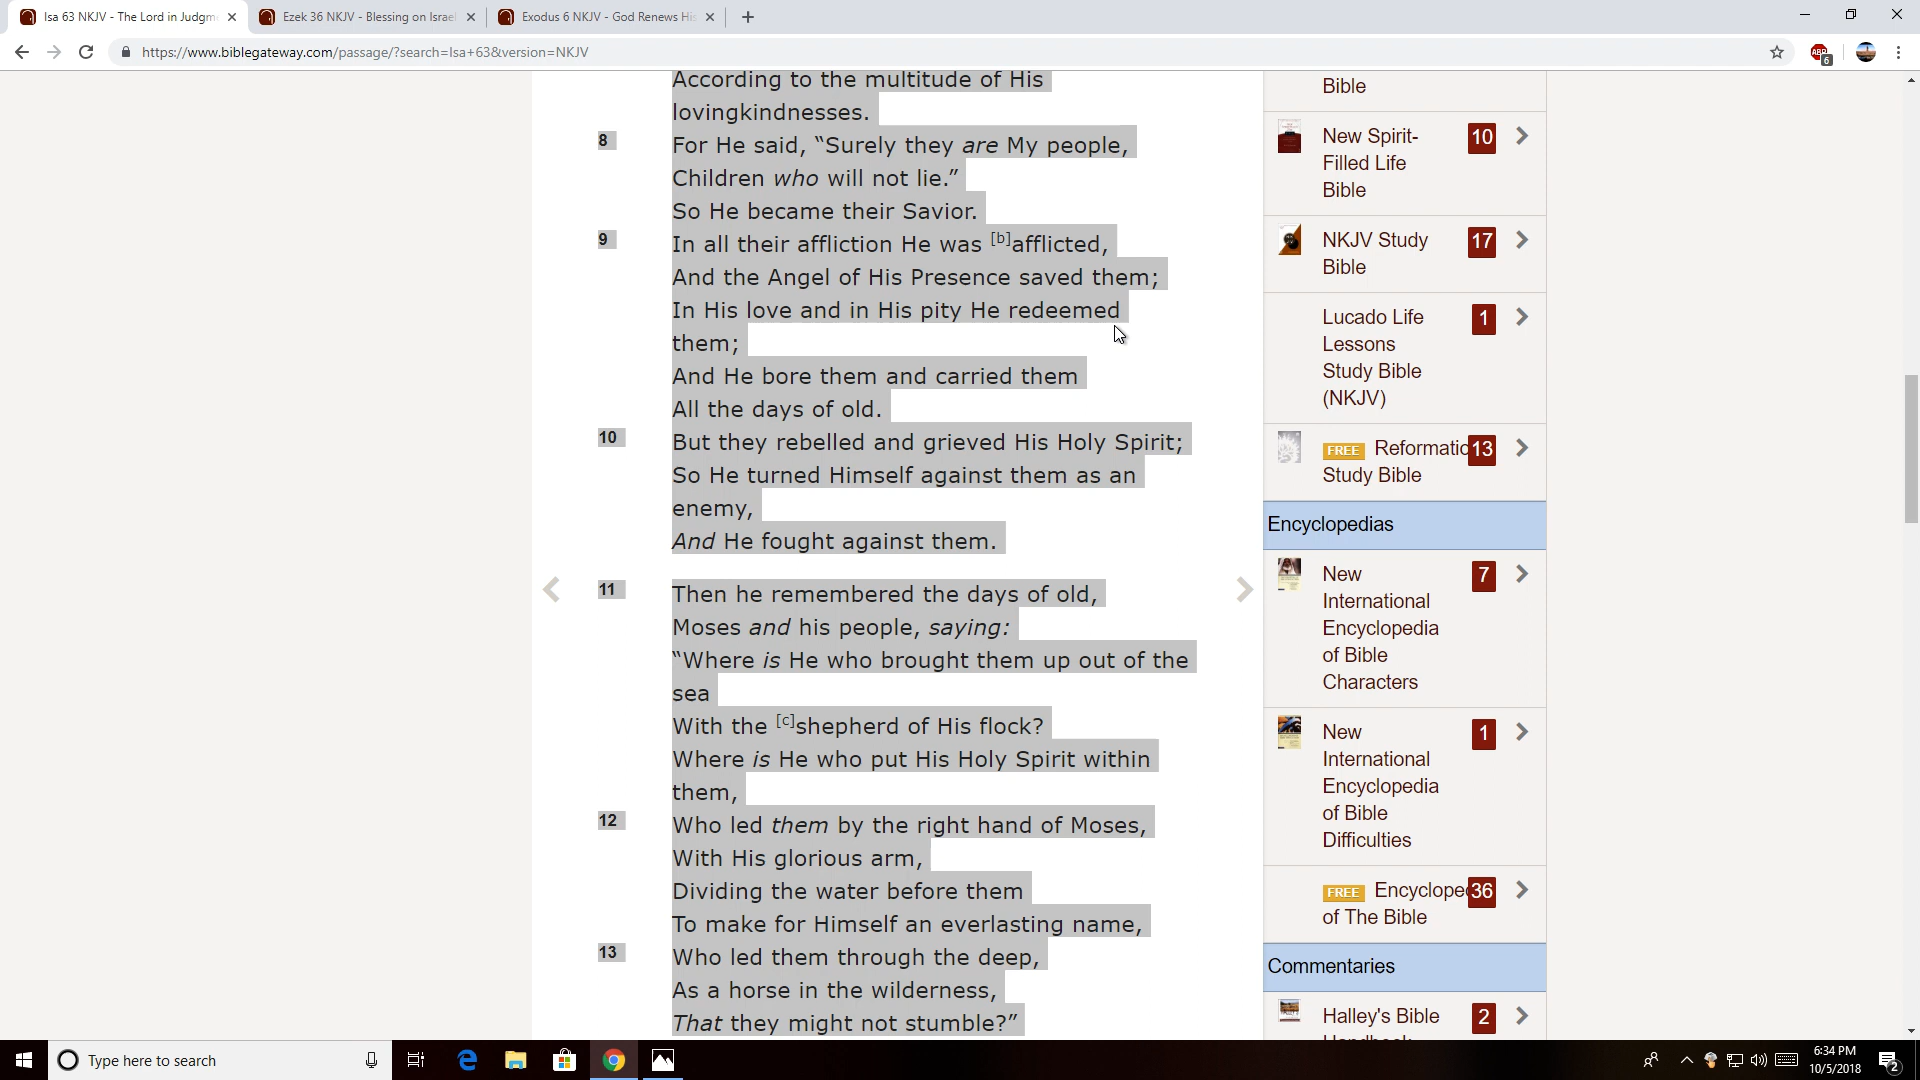 Isa 63 NKJV - The Lord in Judgm
Ezek 36 NKJV - Blessing on Israel
Exodus 6 NKJV - God Renews His
https://www.biblegateway.com/passage/?search=Isa+63&version=NKJV
ABP
6
According to the multitude of His
lovingkindnesses.
8 For He said, “Surely they are My people,
Children who will not lie.”
So He became their Savior.
9 In all their affliction He was [b]afflicted,
And the Angel of His Presence saved them;
In His love and in His pity He redeemed
them;
And He bore them and carried them
All the days of old.
10 But they rebelled and grieved His Holy Spirit;
So He turned Himself against them as an
enemy,
And He fought against them.
11 Then he remembered the days of old,
Moses and his people, saying:
“Where is He who brought them up out of the
sea
With the [c]shepherd of His flock?
Where is He who put His Holy Spirit within
them,
12 Who led them by the right hand of Moses,
With His glorious arm,
Dividing the water before them
To make for Himself an everlasting name,
13 Who led them through the deep,
As a horse in the wilderness,
That they might not stumble?”
Bible
New Spirit- 10
Filled Life
Bible
NKJV Study 17
Bible
Lucado Life 1
Lessons
Study Bible
(NKJV)
FREE Reformatio 13
Study Bible
Encyclopedias
New 7
International
Encyclopedia
of Bible
Characters
New 1
International
Encyclopedia
of Bible
Difficulties
FREE Encyclope 36
of The Bible
Commentaries
Halley's Bible 2
Handbook
Type here to search
6:34 PM
10/5/2018
2